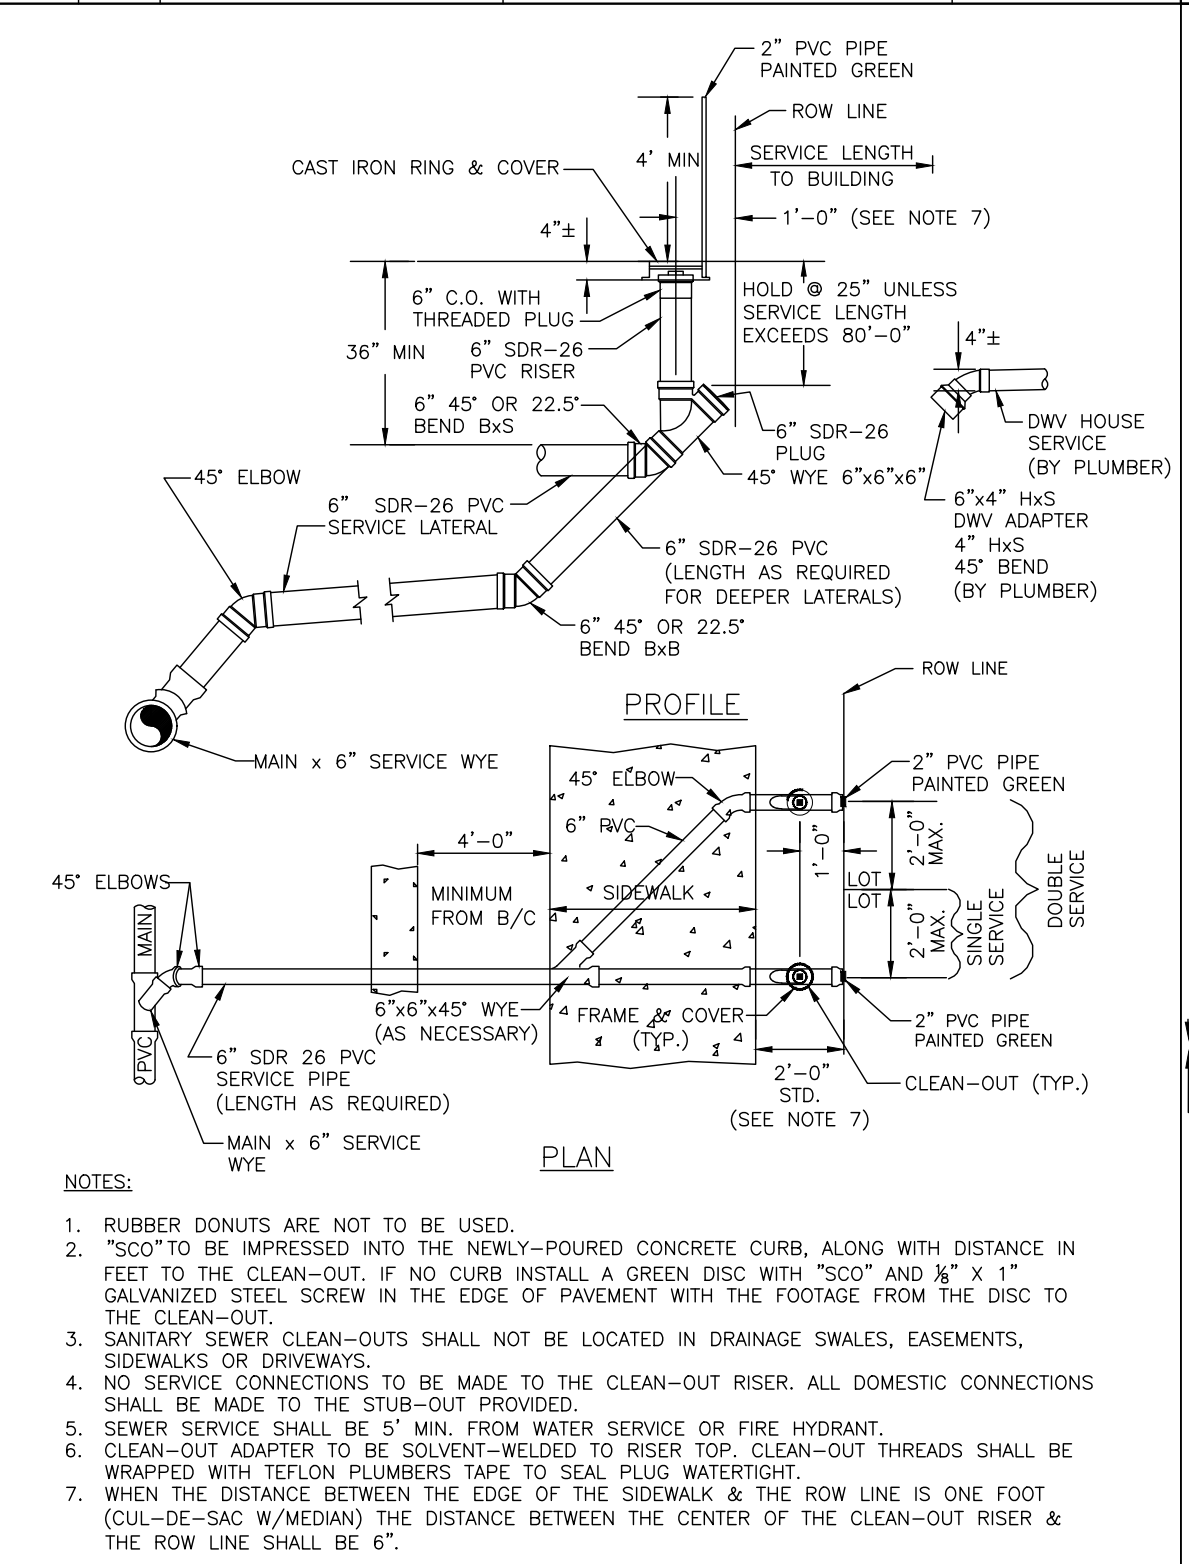 2" PVC PIPE
PAINTED GREEN
ROW LINE
CAST IRON RING & COVER
4' MIN
SERVICE LENGTH
TO BUILDING
4"±
1'-0" (SEE NOTE 7)
6" C.O. WITH
THREADED PLUG
HOLD @ 25" UNLESS
SERVICE LENGTH
EXCEEDS 80'-0"
36" MIN
6" SDR-26
PVC RISER
4"±
6" 45° OR 22.5°
BEND BxS
6" SDR-26
PLUG
DWV HOUSE
SERVICE
(BY PLUMBER)
45° WYE 6"x6"x6"
45° ELBOW
6" SDR-26 PVC
SERVICE LATERAL
6"x4" HxS
DWV ADAPTER
4" HxS
45° BEND
(BY PLUMBER)
6" SDR-26 PVC
(LENGTH AS REQUIRED
FOR DEEPER LATERALS)
6" 45° OR 22.5°
BEND BxB
ROW LINE
PROFILE
MAIN x 6" SERVICE WYE
45° ELBOW
2" PVC PIPE
PAINTED GREEN
6" PVC
4'-0"
1'-0"
2'-0"
MAX.
DOUBLE
SERVICE
45° ELBOWS
MINIMUM
FROM B/C
SIDEWALK
LOT
LOT
2'-0"
MAX.
SINGLE
SERVICE
MAIN
6"x6"x45° WYE
(AS NECESSARY)
FRAME & COVER
(TYP.)
2" PVC PIPE
PAINTED GREEN
PVC
6" SDR 26 PVC
SERVICE PIPE
(LENGTH AS REQUIRED)
2'-0"
STD.
(SEE NOTE 7)
CLEAN-OUT (TYP.)
MAIN x 6" SERVICE
WYE
PLAN
NOTES:
1. RUBBER DONUTS ARE NOT TO BE USED.
2. "SCO" TO BE IMPRESSED INTO THE NEWLY-POURED CONCRETE CURB, ALONG WITH DISTANCE IN
FEET TO THE CLEAN-OUT. IF NO CURB INSTALL A GREEN DISC WITH "SCO" AND ⅛" X 1"
GALVANIZED STEEL SCREW IN THE EDGE OF PAVEMENT WITH THE FOOTAGE FROM THE DISC TO
THE CLEAN-OUT.
3. SANITARY SEWER CLEAN-OUTS SHALL NOT BE LOCATED IN DRAINAGE SWALES, EASEMENTS,
SIDEWALKS OR DRIVEWAYS.
4. NO SERVICE CONNECTIONS TO BE MADE TO THE CLEAN-OUT RISER. ALL DOMESTIC CONNECTIONS
SHALL BE MADE TO THE STUB-OUT PROVIDED.
5. SEWER SERVICE SHALL BE 5' MIN. FROM WATER SERVICE OR FIRE HYDRANT.
6. CLEAN-OUT ADAPTER TO BE SOLVENT-WELDED TO RISER TOP. CLEAN-OUT THREADS SHALL BE
WRAPPED WITH TEFLON PLUMBERS TAPE TO SEAL PLUG WATERTIGHT.
7. WHEN THE DISTANCE BETWEEN THE EDGE OF THE SIDEWALK & THE ROW LINE IS ONE FOOT
(CUL-DE-SAC W/MEDIAN) THE DISTANCE BETWEEN THE CENTER OF THE CLEAN-OUT RISER &
THE ROW LINE SHALL BE 6".